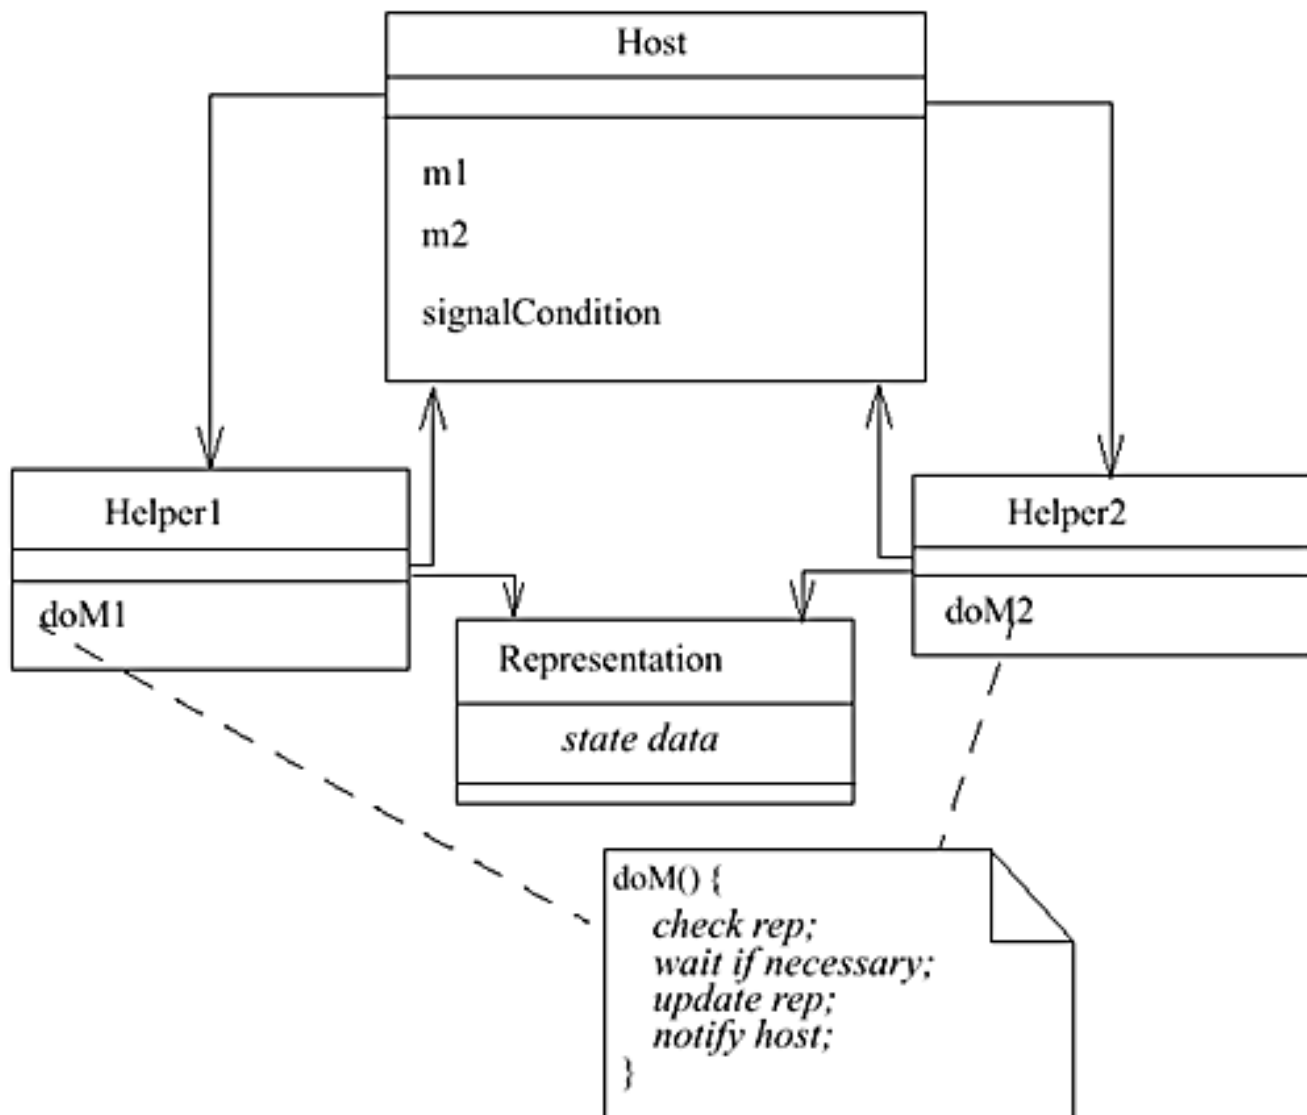 Host
m1
m2
signalCondition
Helper1
doM1
Helper2
doM2
Representation
state data
doM() {
check rep;
wait if necessary;
update rep;
notify host;
}